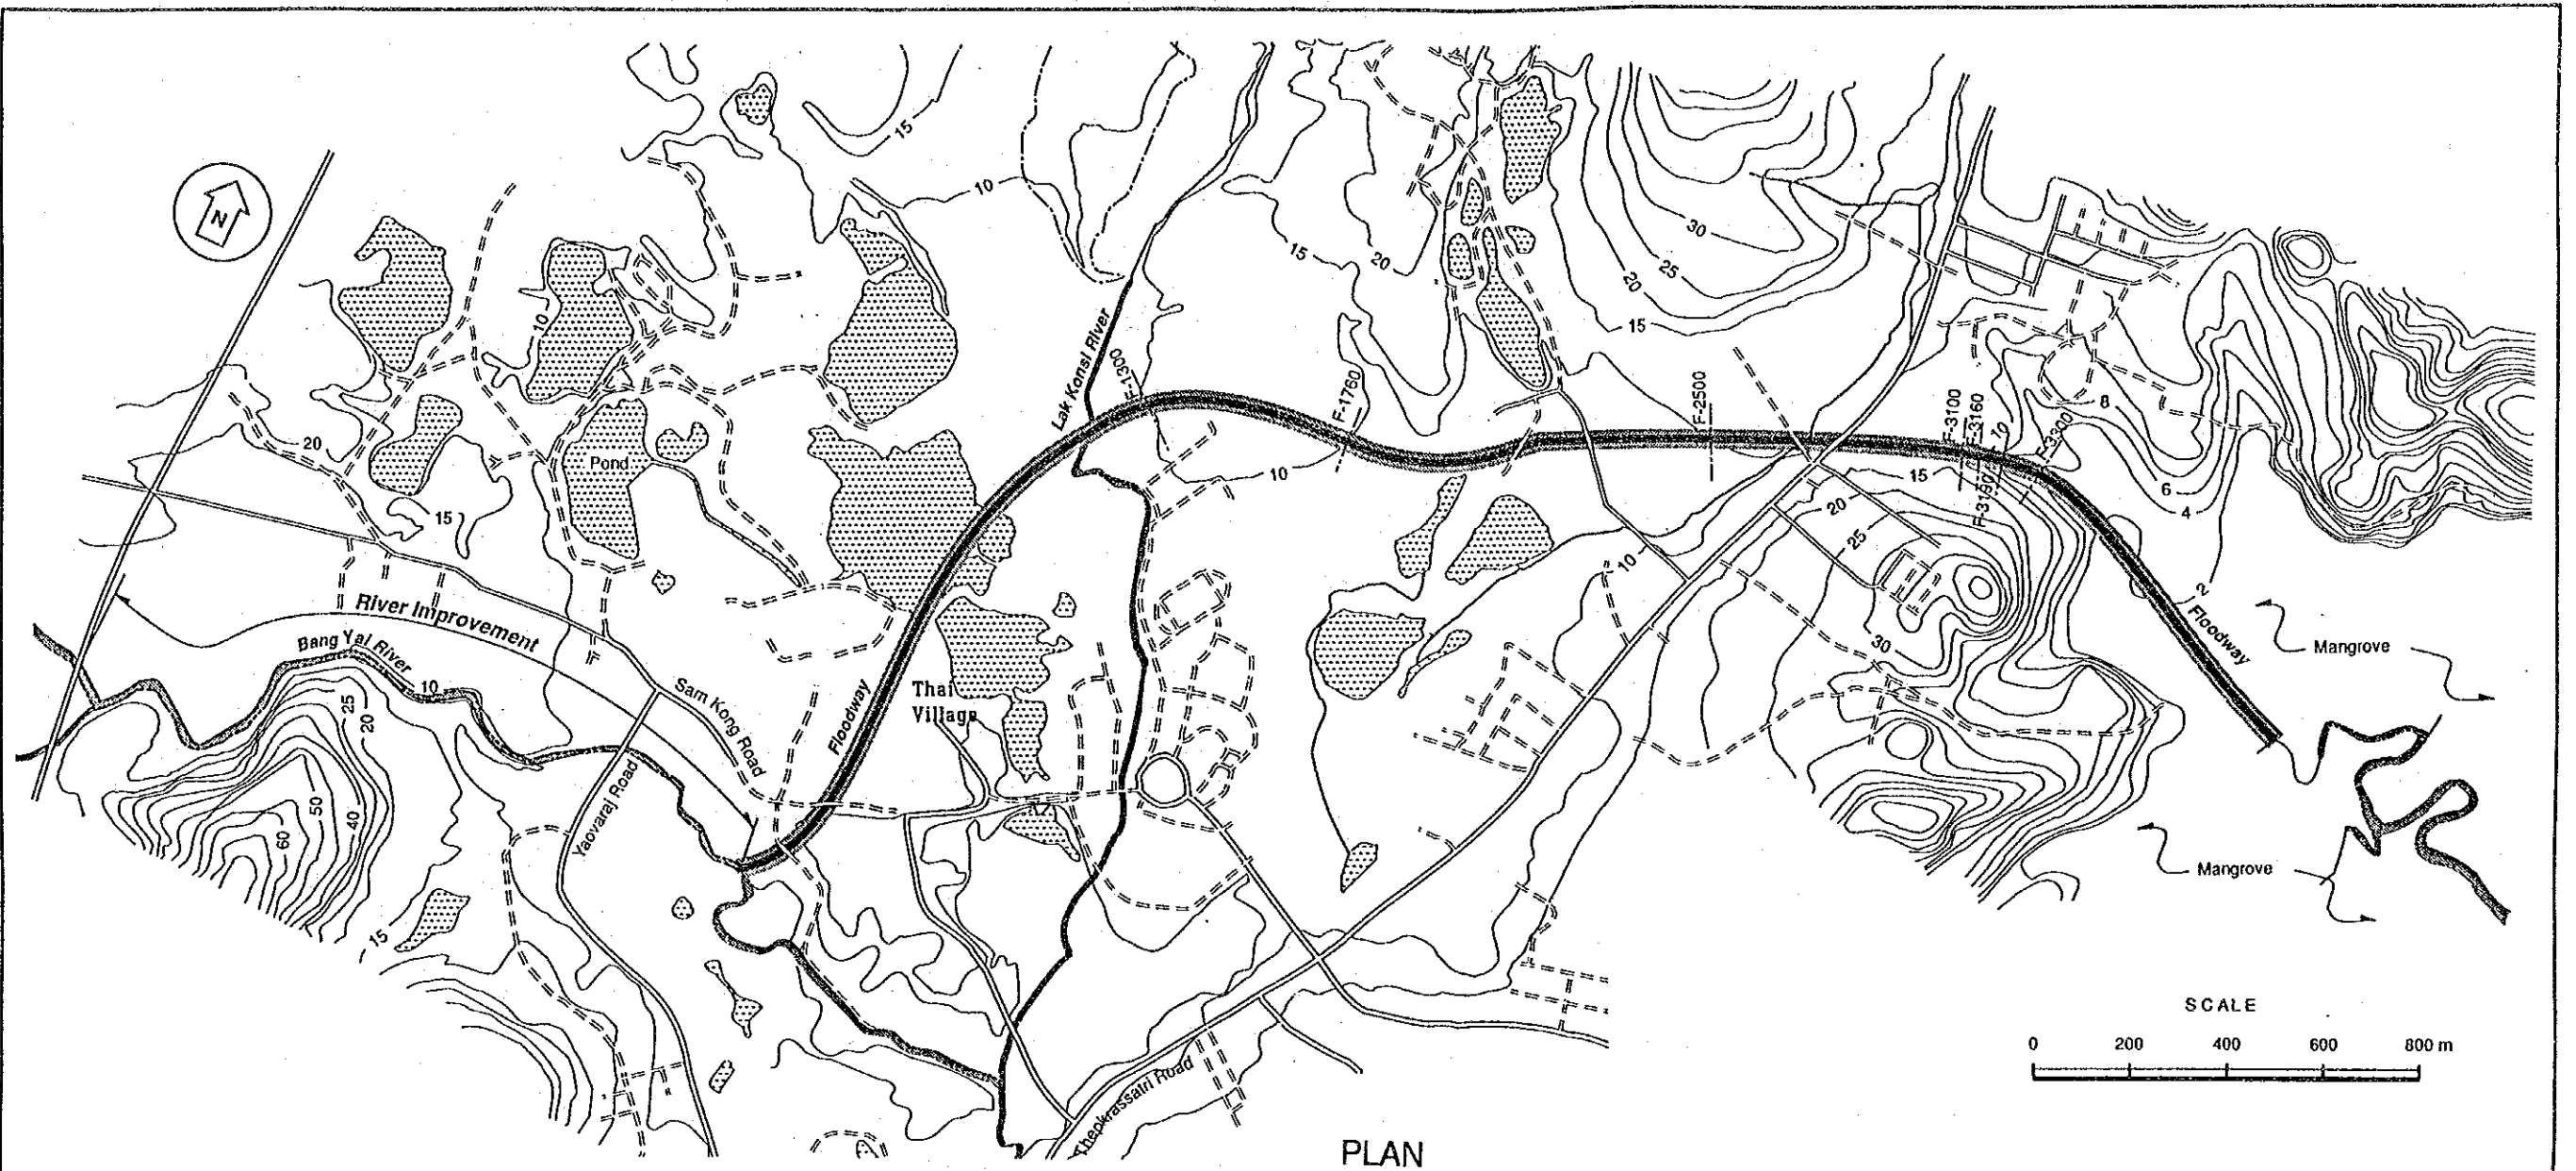 15
10
N
30
15
20
25
20
15
10
Lak Konsi River
F-1300
F-1760
F-2500
F-3100
F-3160
10
F-3300
8
20
Pond
10
15
F-3190
6
4
15
20
25
10
2
River Improvement
Bang Yai River
10
Floodway
Mangrove
30
Sam Kong Road
Thai
Village
25
20
Floodway
Yaovaraj Road
50
40
60
Mangrove
15
SCALE
0 200 400 600 800 m
Thepkrassatri Road
PLAN